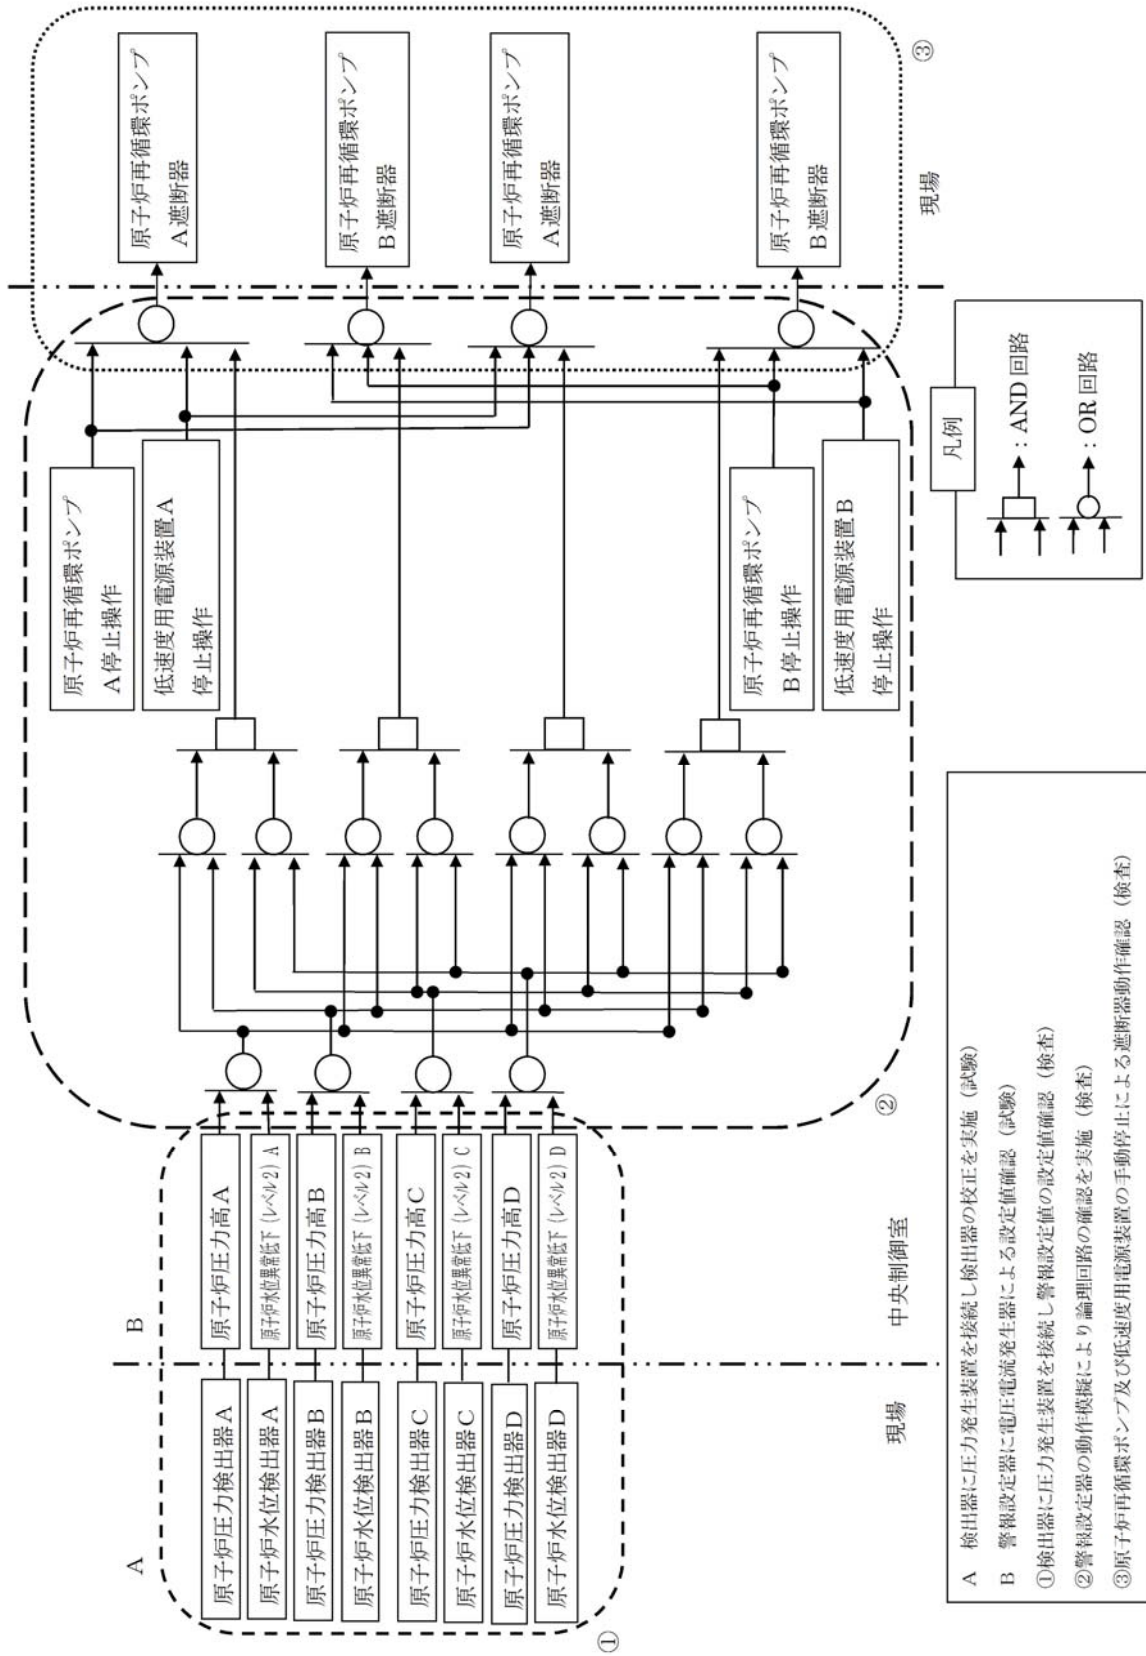 A
B
原子炉圧力検出器A
原子炉水位検出器A
原子炉圧力検出器B
原子炉水位検出器B
原子炉圧力検出器C
原子炉水位検出器C
原子炉圧力検出器D
原子炉水位検出器D
①
原子炉圧力高A
原子炉水位異常低下(レベル2) A
原子炉圧力高B
原子炉水位異常低下(レベル2) B
原子炉圧力高C
原子炉水位異常低下(レベル2) C
原子炉圧力高D
原子炉水位異常低下(レベル2) D
②
原子炉再循環ポンプ
A停止操作
低速度用電源装置A
停止操作
原子炉再循環ポンプ
B停止操作
低速度用電源装置B
停止操作
原子炉再循環ポンプ
A遮断器
原子炉再循環ポンプ
B遮断器
原子炉再循環ポンプ
A遮断器
原子炉再循環ポンプ
B遮断器
③
現場
中央制御室
現場
凡例
:AND回路
:OR回路
A 検出器に圧力発生装置を接続し検出器の校正を実施(試験)
B 警報設定器に電圧電流発生器による設定値確認(試験)
①検出器に圧力発生装置を接続し警報設定値の設定値確認(検査)
②警報設定器の動作模擬により論理回路の確認を実施(検査)
③原子炉再循環ポンプ及び低速度用電源装置の手動停止による遮断器動作確認(検査)